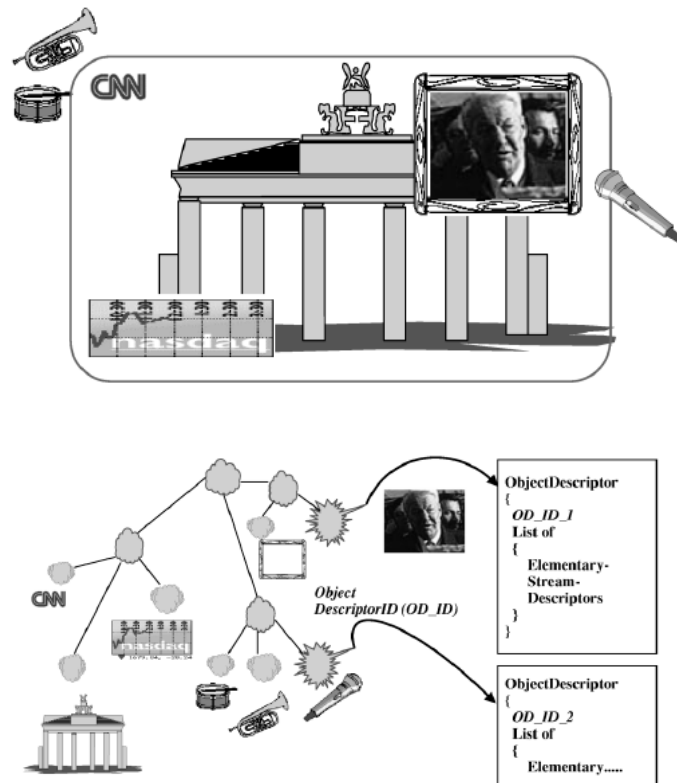 CNN
nasdaq
ObjectDescriptor
{
OD_ID_1
List of
{
Elementary-
Stream-
Descriptors
}
}
CNN
Object
DescriptorID (OD_ID)
nasdaq
ObjectDescriptor
{
OD_ID_2
List of
{
Elementary.....